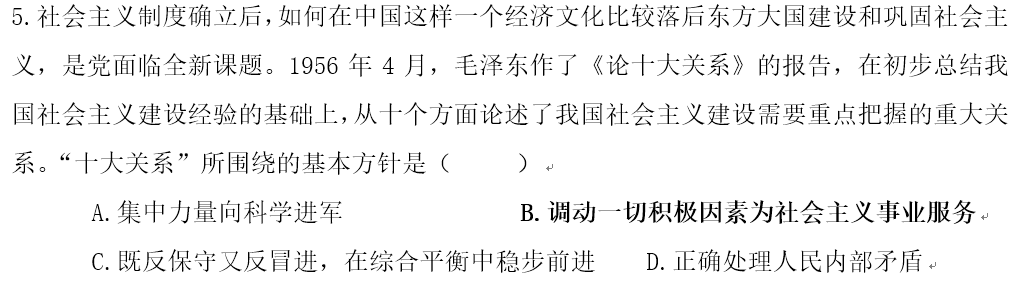 5.社会主义制度确立后,如何在中国这样一个经济文化比较落后东方大国建设和巩固社会主
义，是党面临全新课题。1956 年 4 月，毛泽东作了《论十大关系》的报告，在初步总结我
国社会主义建设经验的基础上,从十个方面论述了我国社会主义建设需要重点把握的重大关
系。“十大关系”所围绕的基本方针是（　　）
A.集中力量向科学进军　　B.调动一切积极因素为社会主义事业服务
C.既反保守又反冒进，在综合平衡中稳步前进　　D.正确处理人民内部矛盾